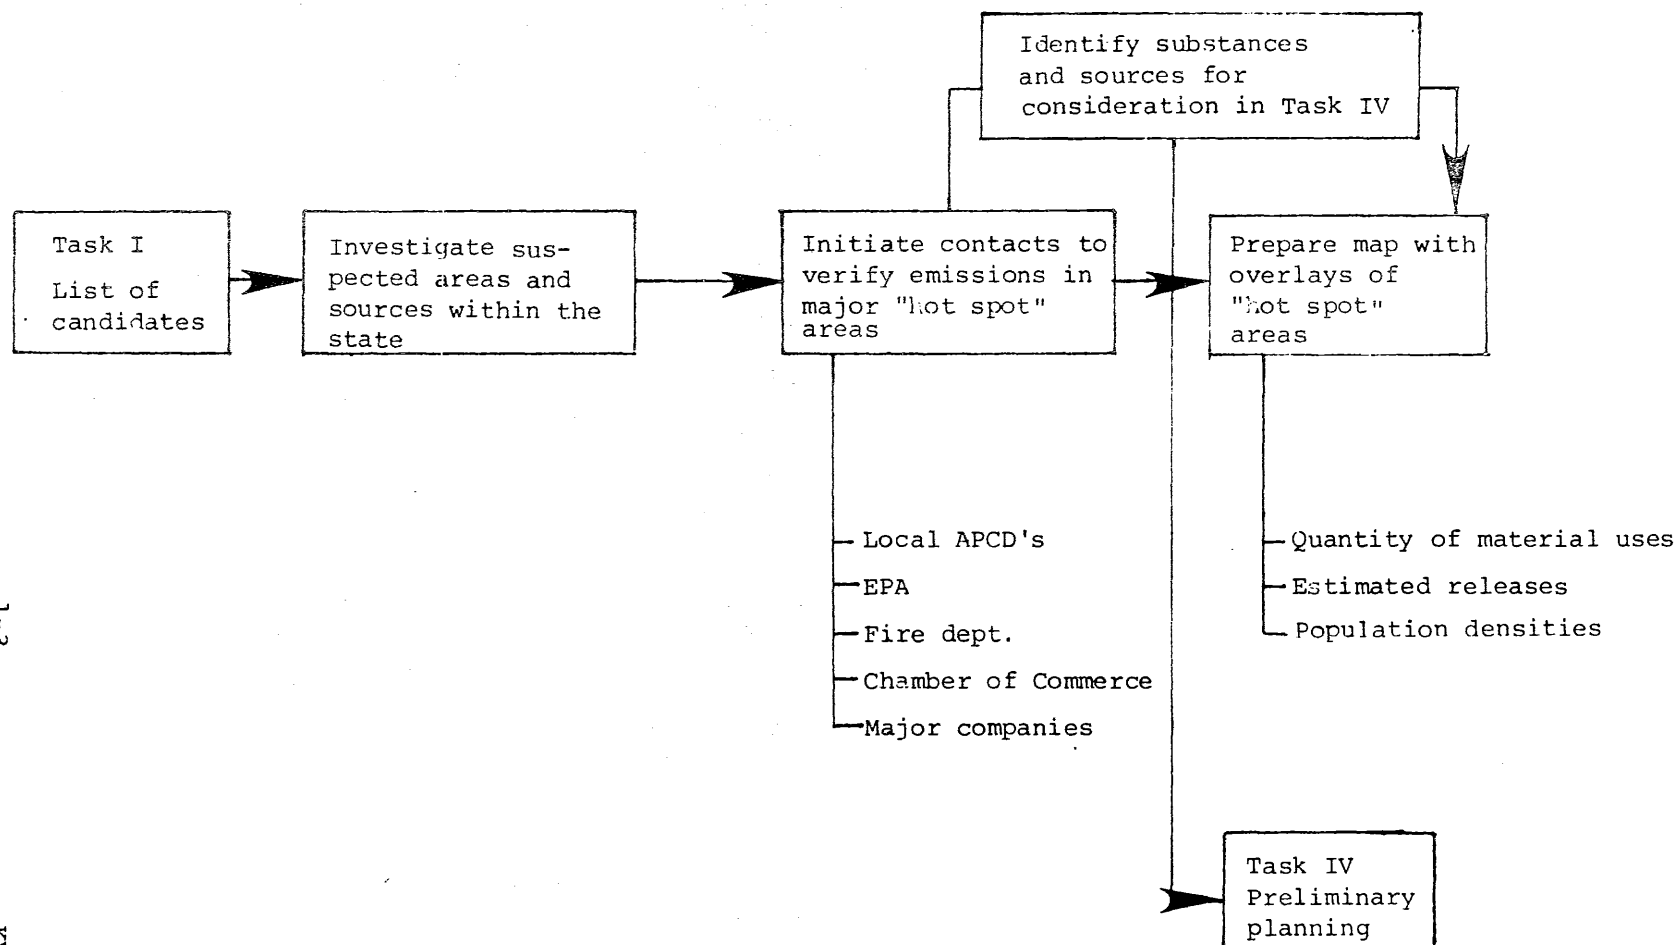 Identify substances
and sources for
consideration in Task IV
Task I
List of
candidates
Investigate sus-
pected areas and
sources within the
state
Initiate contacts to
verify emissions in
major "hot spot"
areas
Prepare map with
overlays of
"hot spot"
areas
Local APCD's
EPA
Fire dept.
Chamber of Commerce
Major companies
Quantity of material uses
Estimated releases
Population densities
Task IV
Preliminary
planning